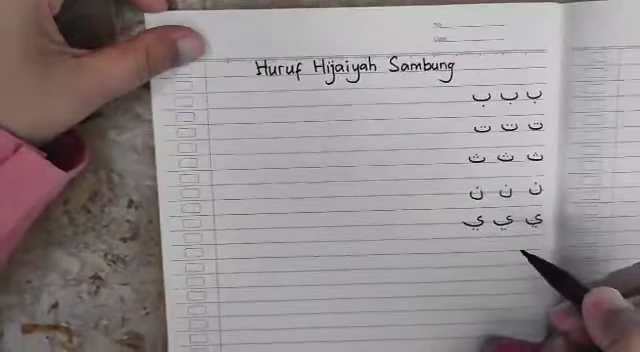 No.
Date
Huruf Hijaiyah Sambung
ب ب ب
ت ت ت
ث ث ث
ن ن ن
ي ي ي